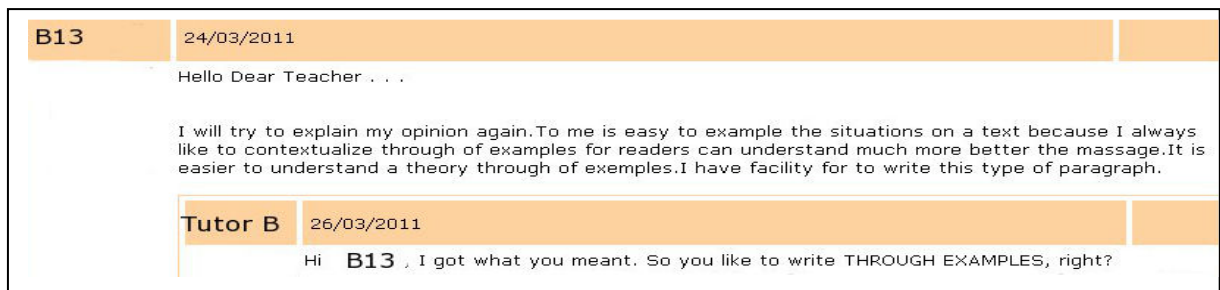 B13 24/03/2011
Hello Dear Teacher . . .
I will try to explain my opinion again.To me is easy to example the situations on a text because I always
like to contextualize through of examples for readers can understand much more better the massage.It is
easier to understand a theory through of exemples.I have facility for to write this type of paragraph.
Tutor B 26/03/2011
Hi B13 , I got what you meant. So you like to write THROUGH EXAMPLES, right?